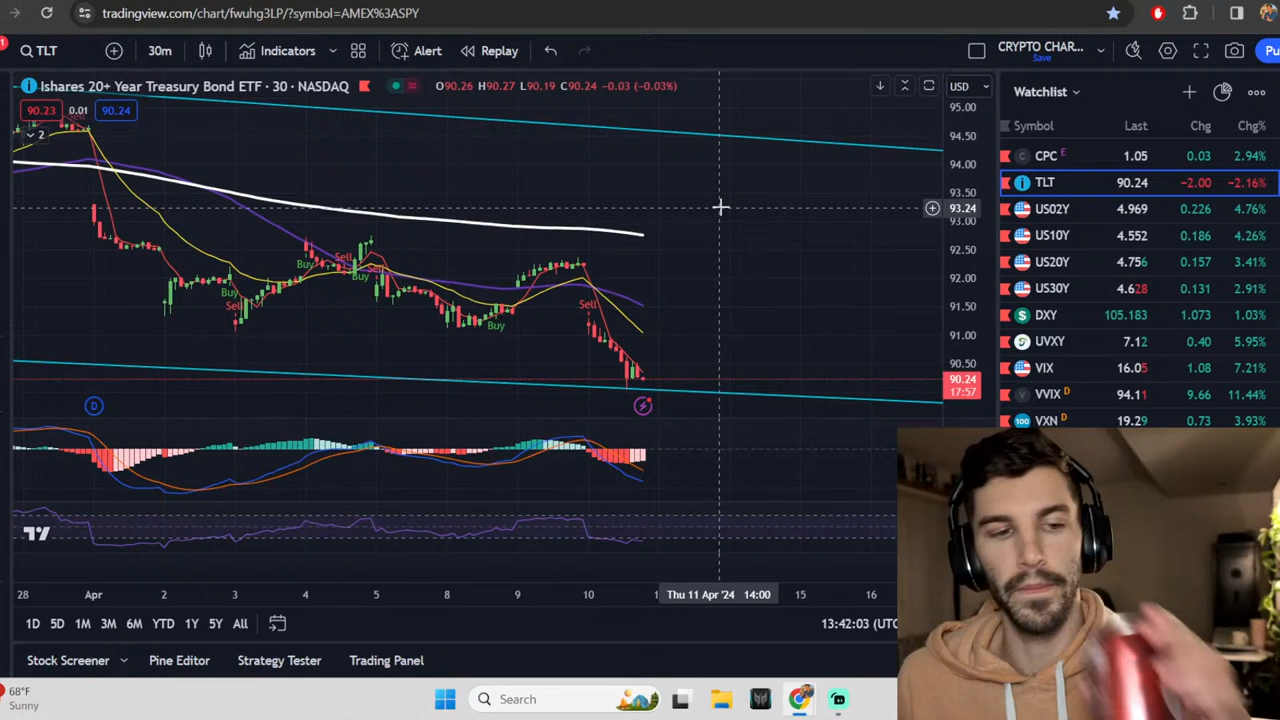 tradingview.com/chart/fwuhg3LP/?symbol=AMEX%3ASPY
TLT
30m
Indicators
Alert
Replay
CRYPTO CHAR...
Save
Pu
Ishares 20+ Year Treasury Bond ETF · 30 · NASDAQ
O90.26 H90.27 L90.19 C90.24 -0.03 (-0.03%)
USD
90.23 0.01 90.24
Sell
2
95.00
94.50
94.00
93.50
93.24
93.00
92.50
92.00
91.50
91.00
90.50
90.24
17:57
Buy
Sell
Buy
Sell
Buy
Sell
Buy
Sell
D
28 Apr 2 3 4 5 8 9 10 Thu 11 Apr '24 14:00 15 16
1D 5D 1M 3M 6M YTD 1Y 5Y All
13:42:03 (UTC
Stock Screener
Pine Editor
Strategy Tester
Trading Panel
Watchlist
Symbol Last Chg Chg%
CPC E 1.05 0.03 2.94%
TLT 90.24 −2.00 −2.16%
US02Y 4.969 0.226 4.76%
US10Y 4.552 0.186 4.26%
US20Y 4.756 0.157 3.41%
US30Y 4.628 0.131 2.91%
DXY 105.183 1.073 1.03%
UVXY 7.12 0.40 5.95%
VIX 16.05 1.08 7.21%
VVIX D 94.11 9.66 11.44%
VXN D 19.29 0.73 3.93%
68°F
Sunny
Search